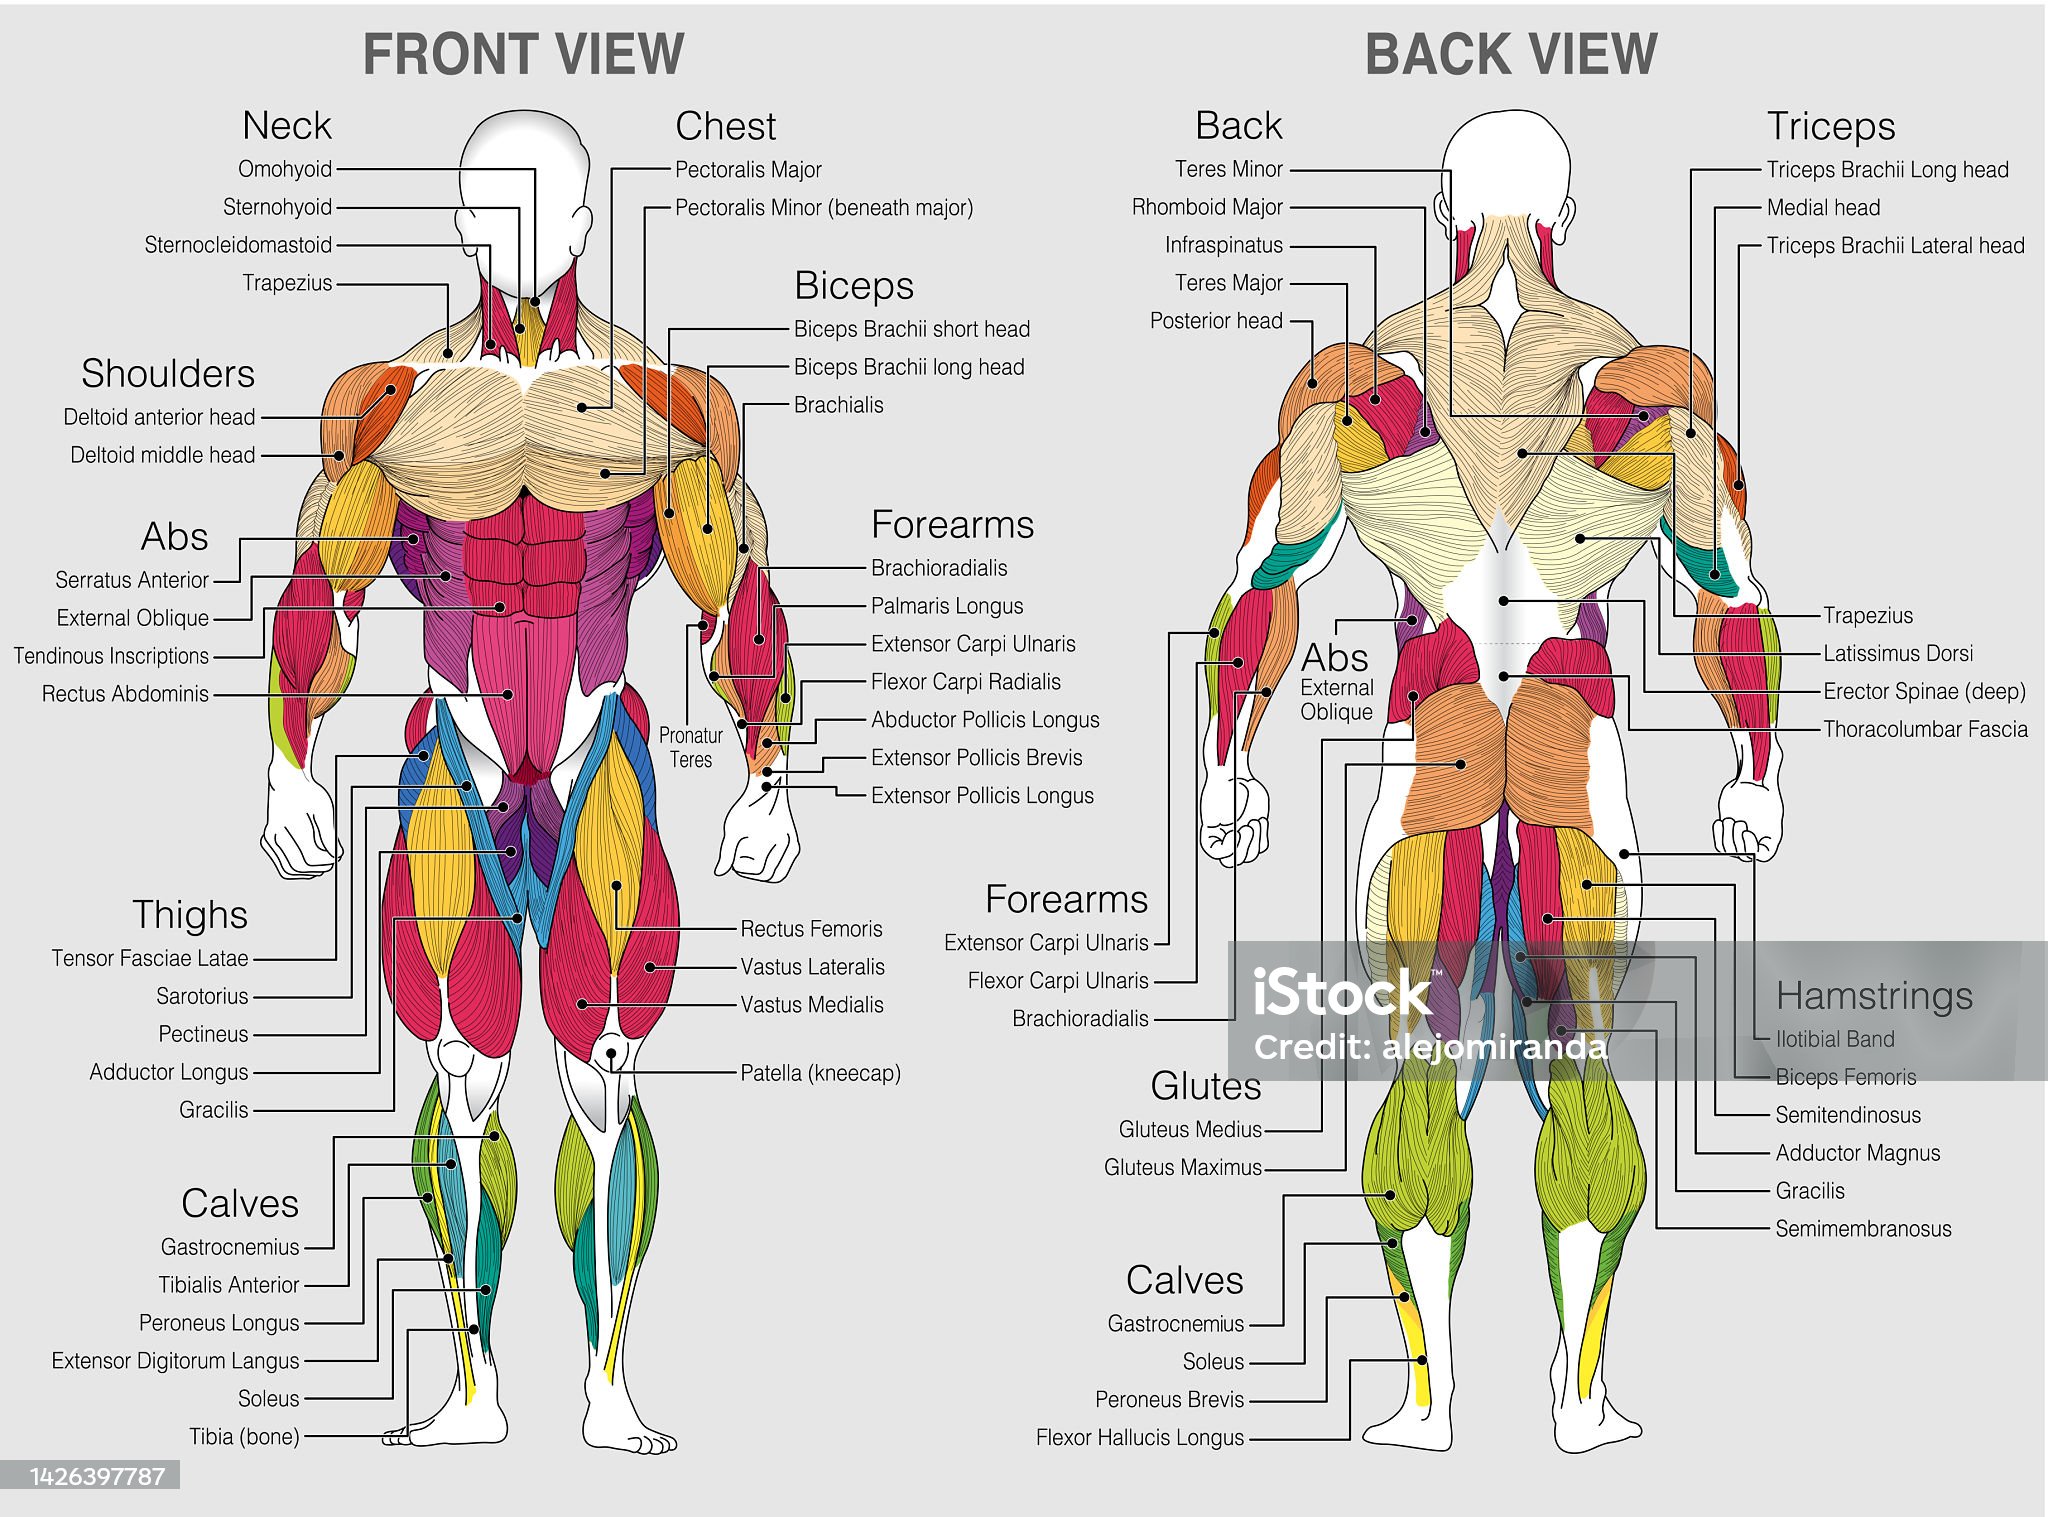 FRONT VIEW
Neck
Omohyoid
Sternohyoid
Sternocleidomastoid
Trapezius
Shoulders
Deltoid anterior head
Deltoid middle head
Abs
Serratus Anterior
External Oblique
Tendinous Inscriptions
Rectus Abdominis
Thighs
Tensor Fasciae Latae
Sarotorius
Pectineus
Adductor Longus
Gracilis
Calves
Gastrocnemius
Tibialis Anterior
Peroneus Longus
Extensor Digitorum Langus
Soleus
Tibia (bone)
Chest
Pectoralis Major
Pectoralis Minor (beneath major)
Biceps
Biceps Brachii short head
Biceps Brachii long head
Brachialis
Forearms
Brachioradialis
Palmaris Longus
Extensor Carpi Ulnaris
Flexor Carpi Radialis
Abductor Pollicis Longus
Extensor Pollicis Brevis
Extensor Pollicis Longus
Pronatur
Teres
Rectus Femoris
Vastus Lateralis
Vastus Medialis
Patella (kneecap)
BACK VIEW
Back
Teres Minor
Rhomboid Major
Infraspinatus
Teres Major
Posterior head
Abs
External
Oblique
Forearms
Extensor Carpi Ulnaris
Flexor Carpi Ulnaris
Brachioradialis
Glutes
Gluteus Medius
Gluteus Maximus
Calves
Gastrocnemius
Soleus
Peroneus Brevis
Flexor Hallucis Longus
Triceps
Triceps Brachii Long head
Medial head
Triceps Brachii Lateral head
Trapezius
Latissimus Dorsi
Erector Spinae (deep)
Thoracolumbar Fascia
Hamstrings
Ilotibial Band
Biceps Femoris
Semitendinosus
Adductor Magnus
Gracilis
Semimembranosus
iStock™
Credit: alejomiranda
1426397787